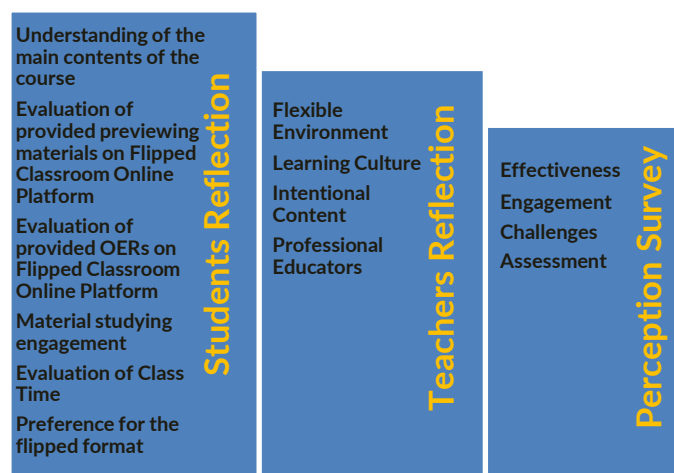 Understanding of the
main contents of the
course
Evaluation of
provided previewing
materials on Flipped
Classroom Online
Platform
Evaluation of
provided OERs on
Flipped Classroom
Online Platform
Material studying
engagement
Evaluation of Class
Time
Preference for the
flipped format
Students Reflection
Flexible
Environment
Learning Culture
Intentional
Content
Professional
Educators
Teachers Reflection
Effectiveness
Engagement
Challenges
Assessment
Perception Survey